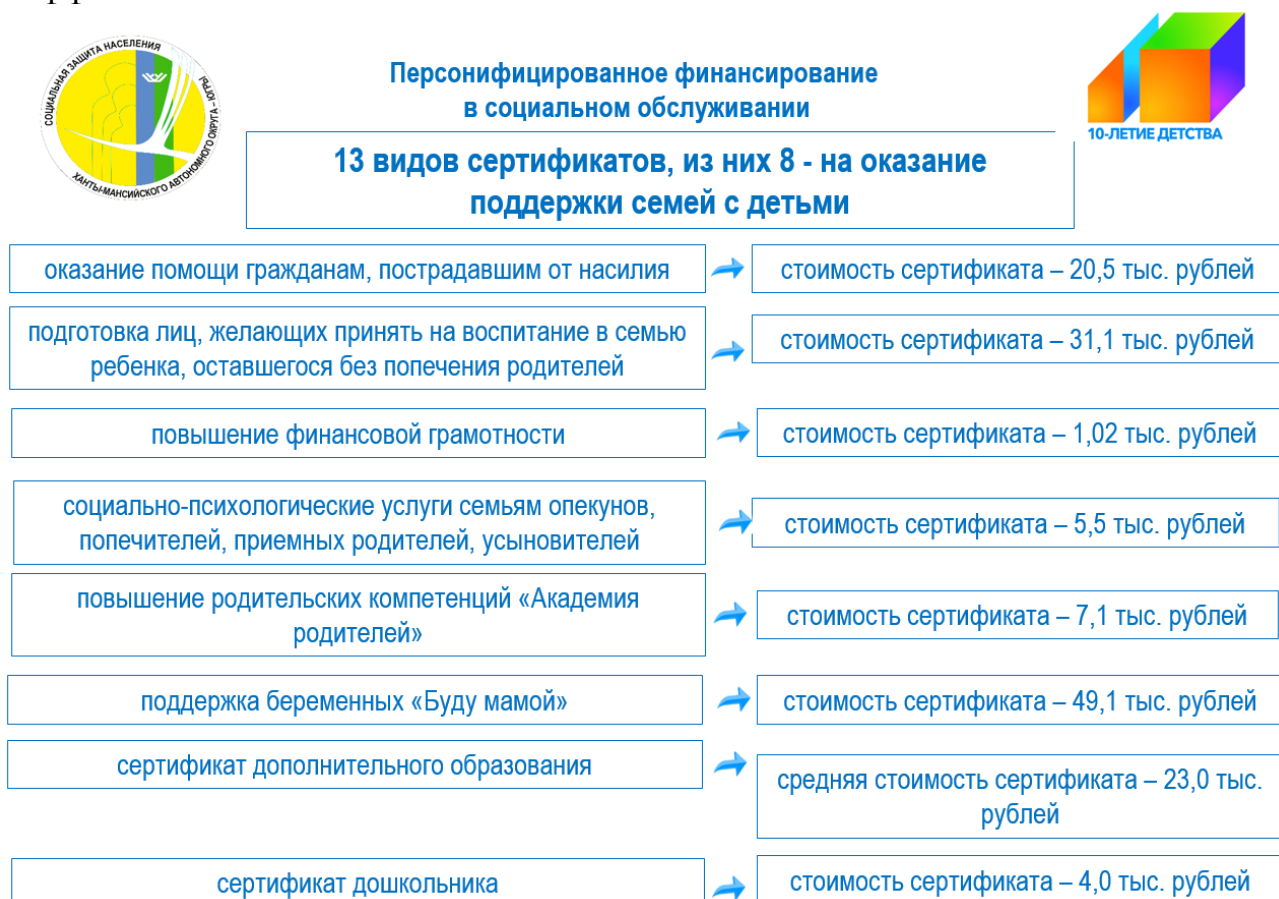 СОЦИАЛЬНАЯ ЗАЩИТА НАСЕЛЕНИЯ
ХАНТЫ-МАНСИЙСКОГО АВТОНОМНОГО ОКРУГА – ЮГРЫ
Персонифицированное финансирование
в социальном обслуживании
10-ЛЕТИЕ ДЕТСТВА
13 видов сертификатов, из них 8 - на оказание
поддержки семей с детьми
оказание помощи гражданам, пострадавшим от насилия
стоимость сертификата – 20,5 тыс. рублей
подготовка лиц, желающих принять на воспитание в семью
ребенка, оставшегося без попечения родителей
стоимость сертификата – 31,1 тыс. рублей
повышение финансовой грамотности
стоимость сертификата – 1,02 тыс. рублей
социально-психологические услуги семьям опекунов,
попечителей, приемных родителей, усыновителей
стоимость сертификата – 5,5 тыс. рублей
повышение родительских компетенций «Академия
родителей»
стоимость сертификата – 7,1 тыс. рублей
поддержка беременных «Буду мамой»
стоимость сертификата – 49,1 тыс. рублей
сертификат дополнительного образования
средняя стоимость сертификата – 23,0 тыс.
рублей
сертификат дошкольника
стоимость сертификата – 4,0 тыс. рублей